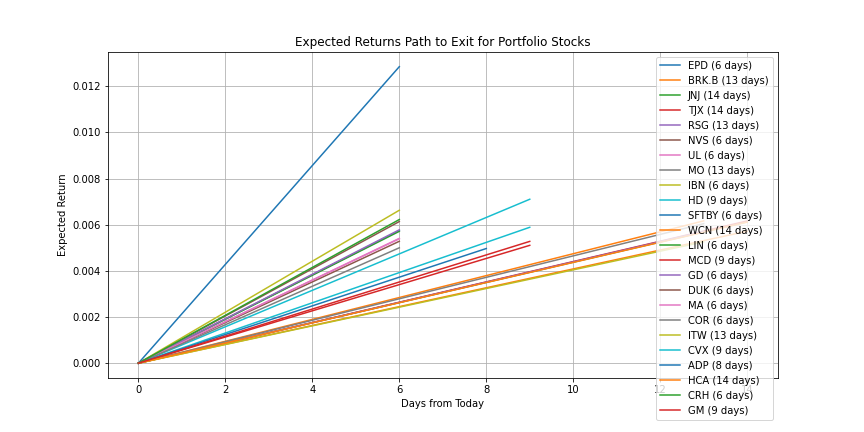 Expected Returns Path to Exit for Portfolio Stocks
Expected Return
0.012
0.010
0.008
0.006
0.004
0.002
0.000
0
2
4
6
8
10
12
Days from Today
EPD (6 days)
BRK.B (13 days)
JNJ (14 days)
TJX (14 days)
RSG (13 days)
NVS (6 days)
UL (6 days)
MO (13 days)
IBN (6 days)
HD (9 days)
SFTBY (6 days)
WCN (14 days)
LIN (6 days)
MCD (9 days)
GD (6 days)
DUK (6 days)
MA (6 days)
COR (6 days)
ITW (13 days)
CVX (9 days)
ADP (8 days)
HCA (14 days)
CRH (6 days)
GM (9 days)